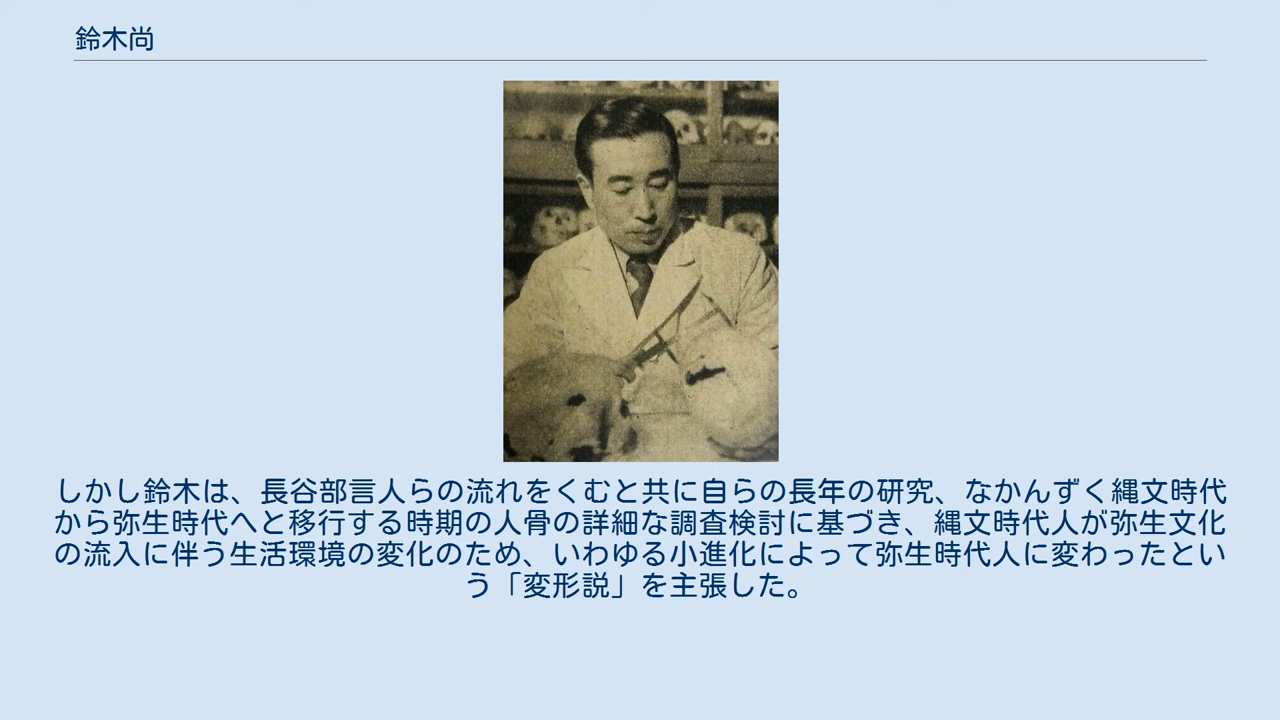 鈴木尚
しかし鈴木は、長谷部言人らの流れをくむと共に自らの長年の研究、なかんずく縄文時代
から弥生時代へと移行する時期の人骨の詳細な調査検討に基づき、縄文時代人が弥生文化
の流入に伴う生活環境の変化のため、いわゆる小進化によって弥生時代人に変わったとい
う「変形説」を主張した。